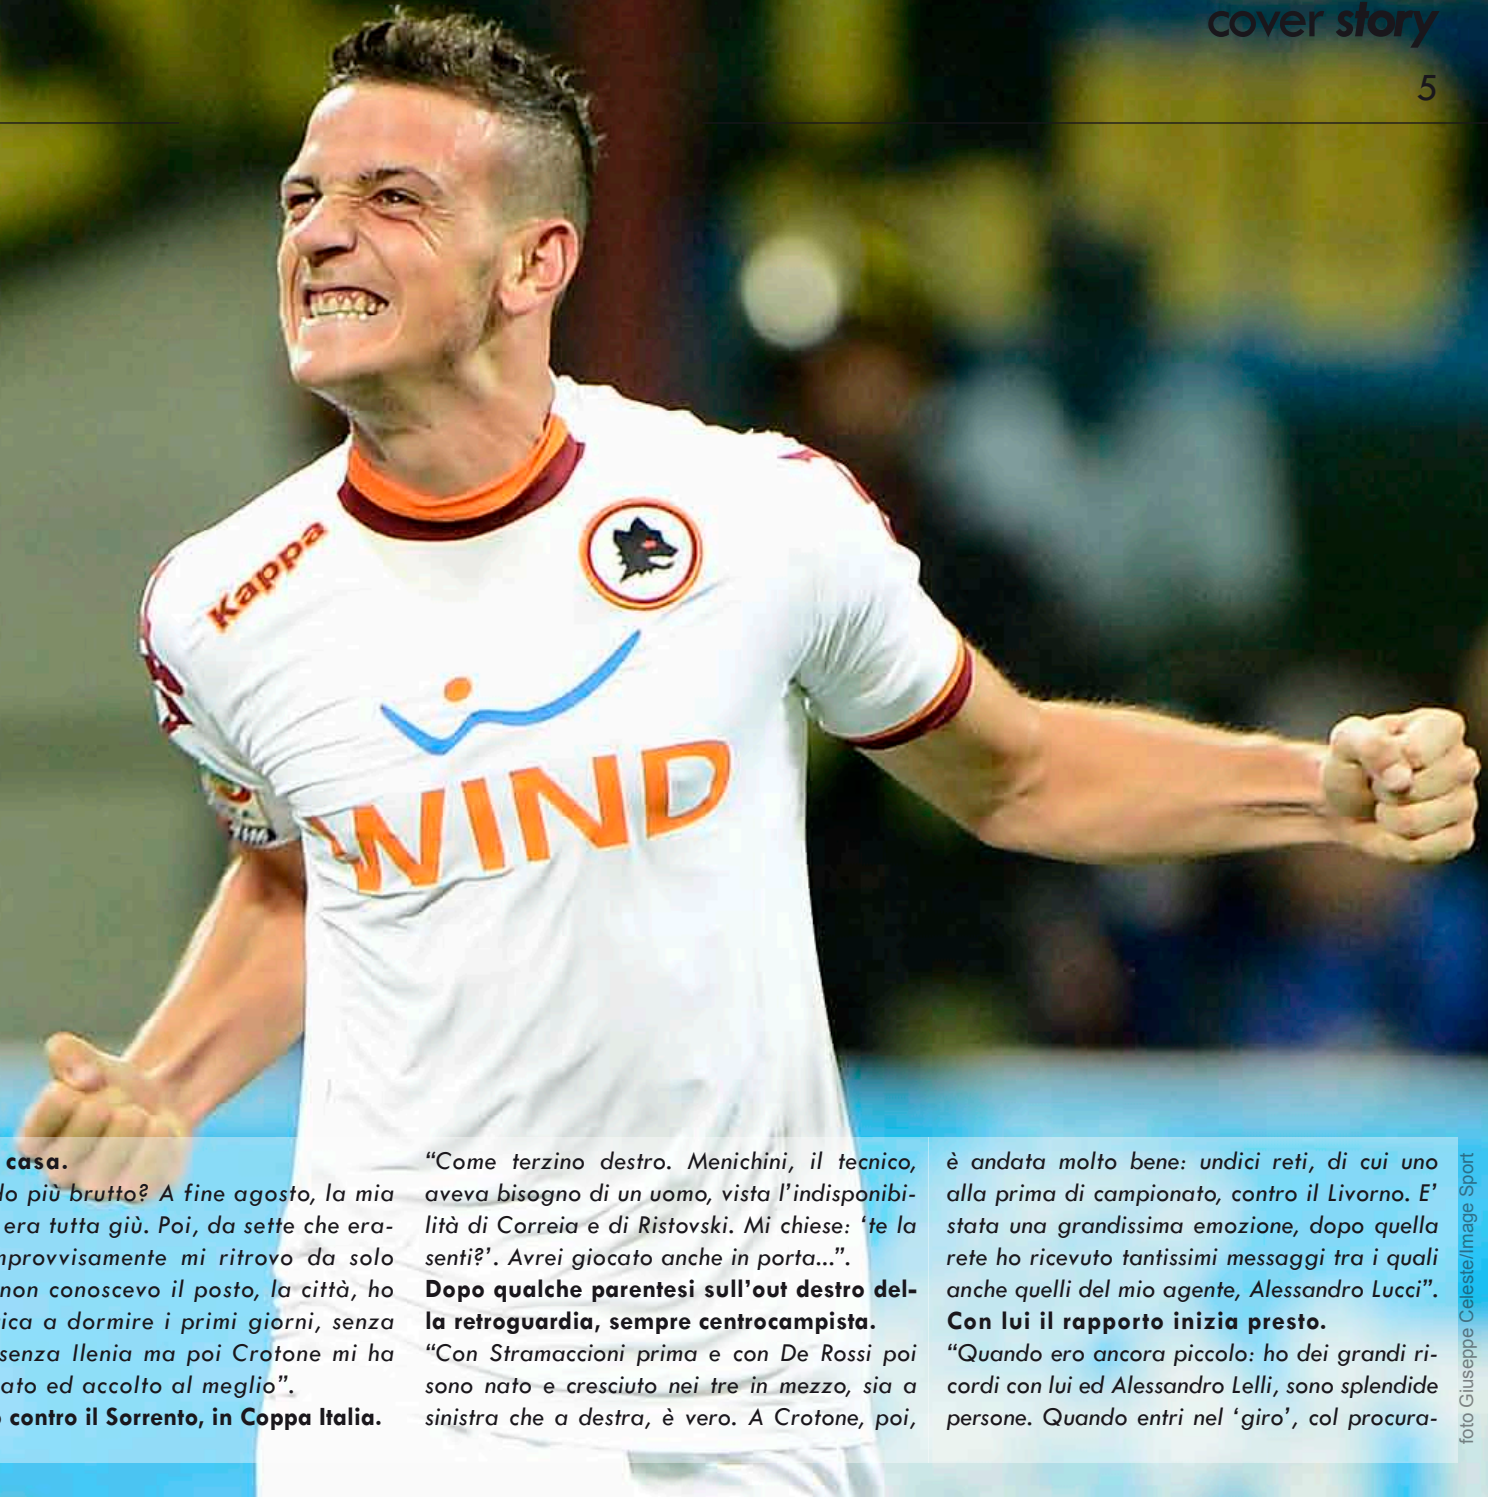 cover story
5
Kappa
WIND
casa.
lo più brutto? A fine agosto, la mia
era tutta giù. Poi, da sette che era-
mprovvisamente mi ritrovo da solo
non conoscevo il posto, la città, ho
ica a dormire i primi giorni, senza
senza Ilenia ma poi Crotone mi ha
ato ed accolto al meglio”.
contro il Sorrento, in Coppa Italia.
“Come terzino destro. Menichini, il tecnico,
aveva bisogno di un uomo, vista l’indisponibi-
lità di Correia e di Ristovski. Mi chiese: ‘te la
senti?’. Avrei giocato anche in porta...”.
Dopo qualche parentesi sull’out destro del-
la retroguardia, sempre centrocampista.
“Con Stramaccioni prima e con De Rossi poi
sono nato e cresciuto nei tre in mezzo, sia a
sinistra che a destra, è vero. A Crotone, poi,
è andata molto bene: undici reti, di cui uno
alla prima di campionato, contro il Livorno. E’
stata una grandissima emozione, dopo quella
rete ho ricevuto tantissimi messaggi tra i quali
anche quelli del mio agente, Alessandro Lucci”.
Con lui il rapporto inizia presto.
“Quando ero ancora piccolo: ho dei grandi ri-
cordi con lui ed Alessandro Lelli, sono splendide
persone. Quando entri nel ‘giro’, col procura-
foto Giuseppe Celeste/Image Sport